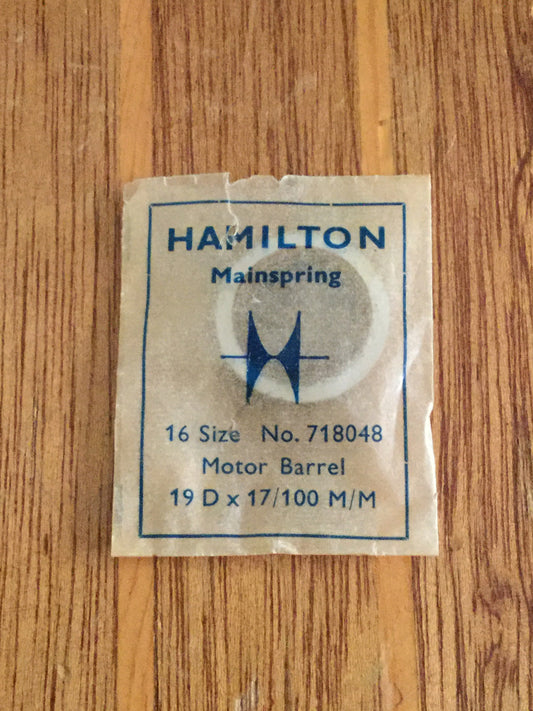 HAMILTON
Mainspring
16 Size No. 718048
Motor Barrel
19 D x 17/100 M/M